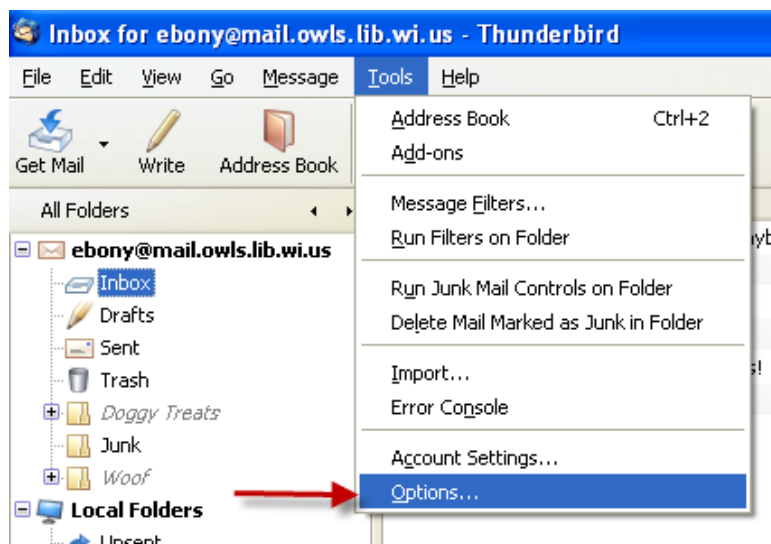 Inbox for ebony@mail.owls.lib.wi.us - Thunderbird
File Edit View Go Message Tools Help
Get Mail Write Address Book
All Folders
ebony@mail.owls.lib.wi.us
Inbox
Drafts
Sent
Trash
Doggy Treats
Junk
Woof
Local Folders
Unsent
Address Book Ctrl+2
Add-ons
Message Filters...
Run Filters on Folder
Run Junk Mail Controls on Folder
Delete Mail Marked as Junk in Folder
Import...
Error Console
Account Settings...
Options...